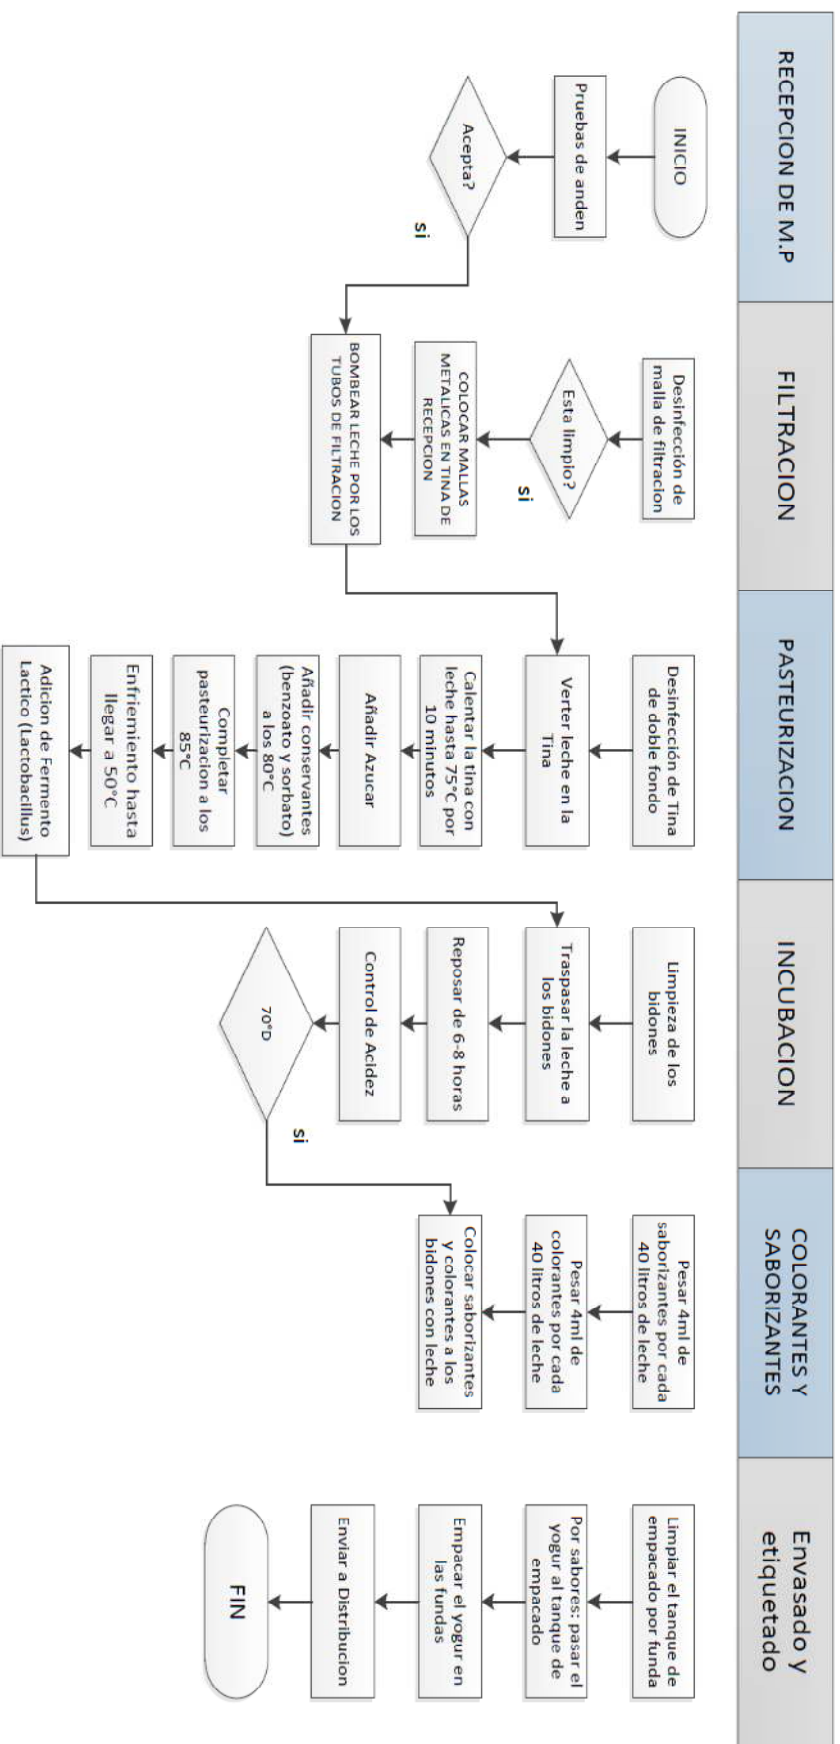 RECEPCION DE M.P
INICIO
Pruebas de anden
Acepta?
si
FILTRACION
Desinfección de
malla de filtracion
Esta limpio?
si
COLOCAR MALLAS
METALICAS EN TINA DE
RECEPCION
BOMBEAR LECHE POR LOS
TUBOS DE FILTRACION
PASTEURIZACION
Desinfección de Tina
de doble fondo
Verter leche en la
Tina
Calentar la tina con
leche hasta 75°C por
10 minutos
Añadir Azucar
Añadir conservantes
(benzoato y sorbato)
a los 80°C
Completar
pasteurizacion a los
85°C
Enfriemiento hasta
llegar a 50°C
Adicion de Fermento
Lactico (Lactobacillus)
INCUBACION
Limpieza de los
bidones
Traspasar la leche a
los bidones
Reposar de 6-8 horas
Control de Acidez
70°D
si
COLORANTES Y
SABORIZANTES
Pesar 4ml de
saborizantes por cada
40 litros de leche
Pesar 4ml de
colorantes por cada
40 litros de leche
Colocar saborizantes
y colorantes a los
bidones con leche
Envasado y
etiquetado
Limpiar el tanque de
empacado por funda
Por sabores: pasar el
yogur al tanque de
empacado
Empacar el yogur en
las fundas
Enviar a Distribucion
FIN